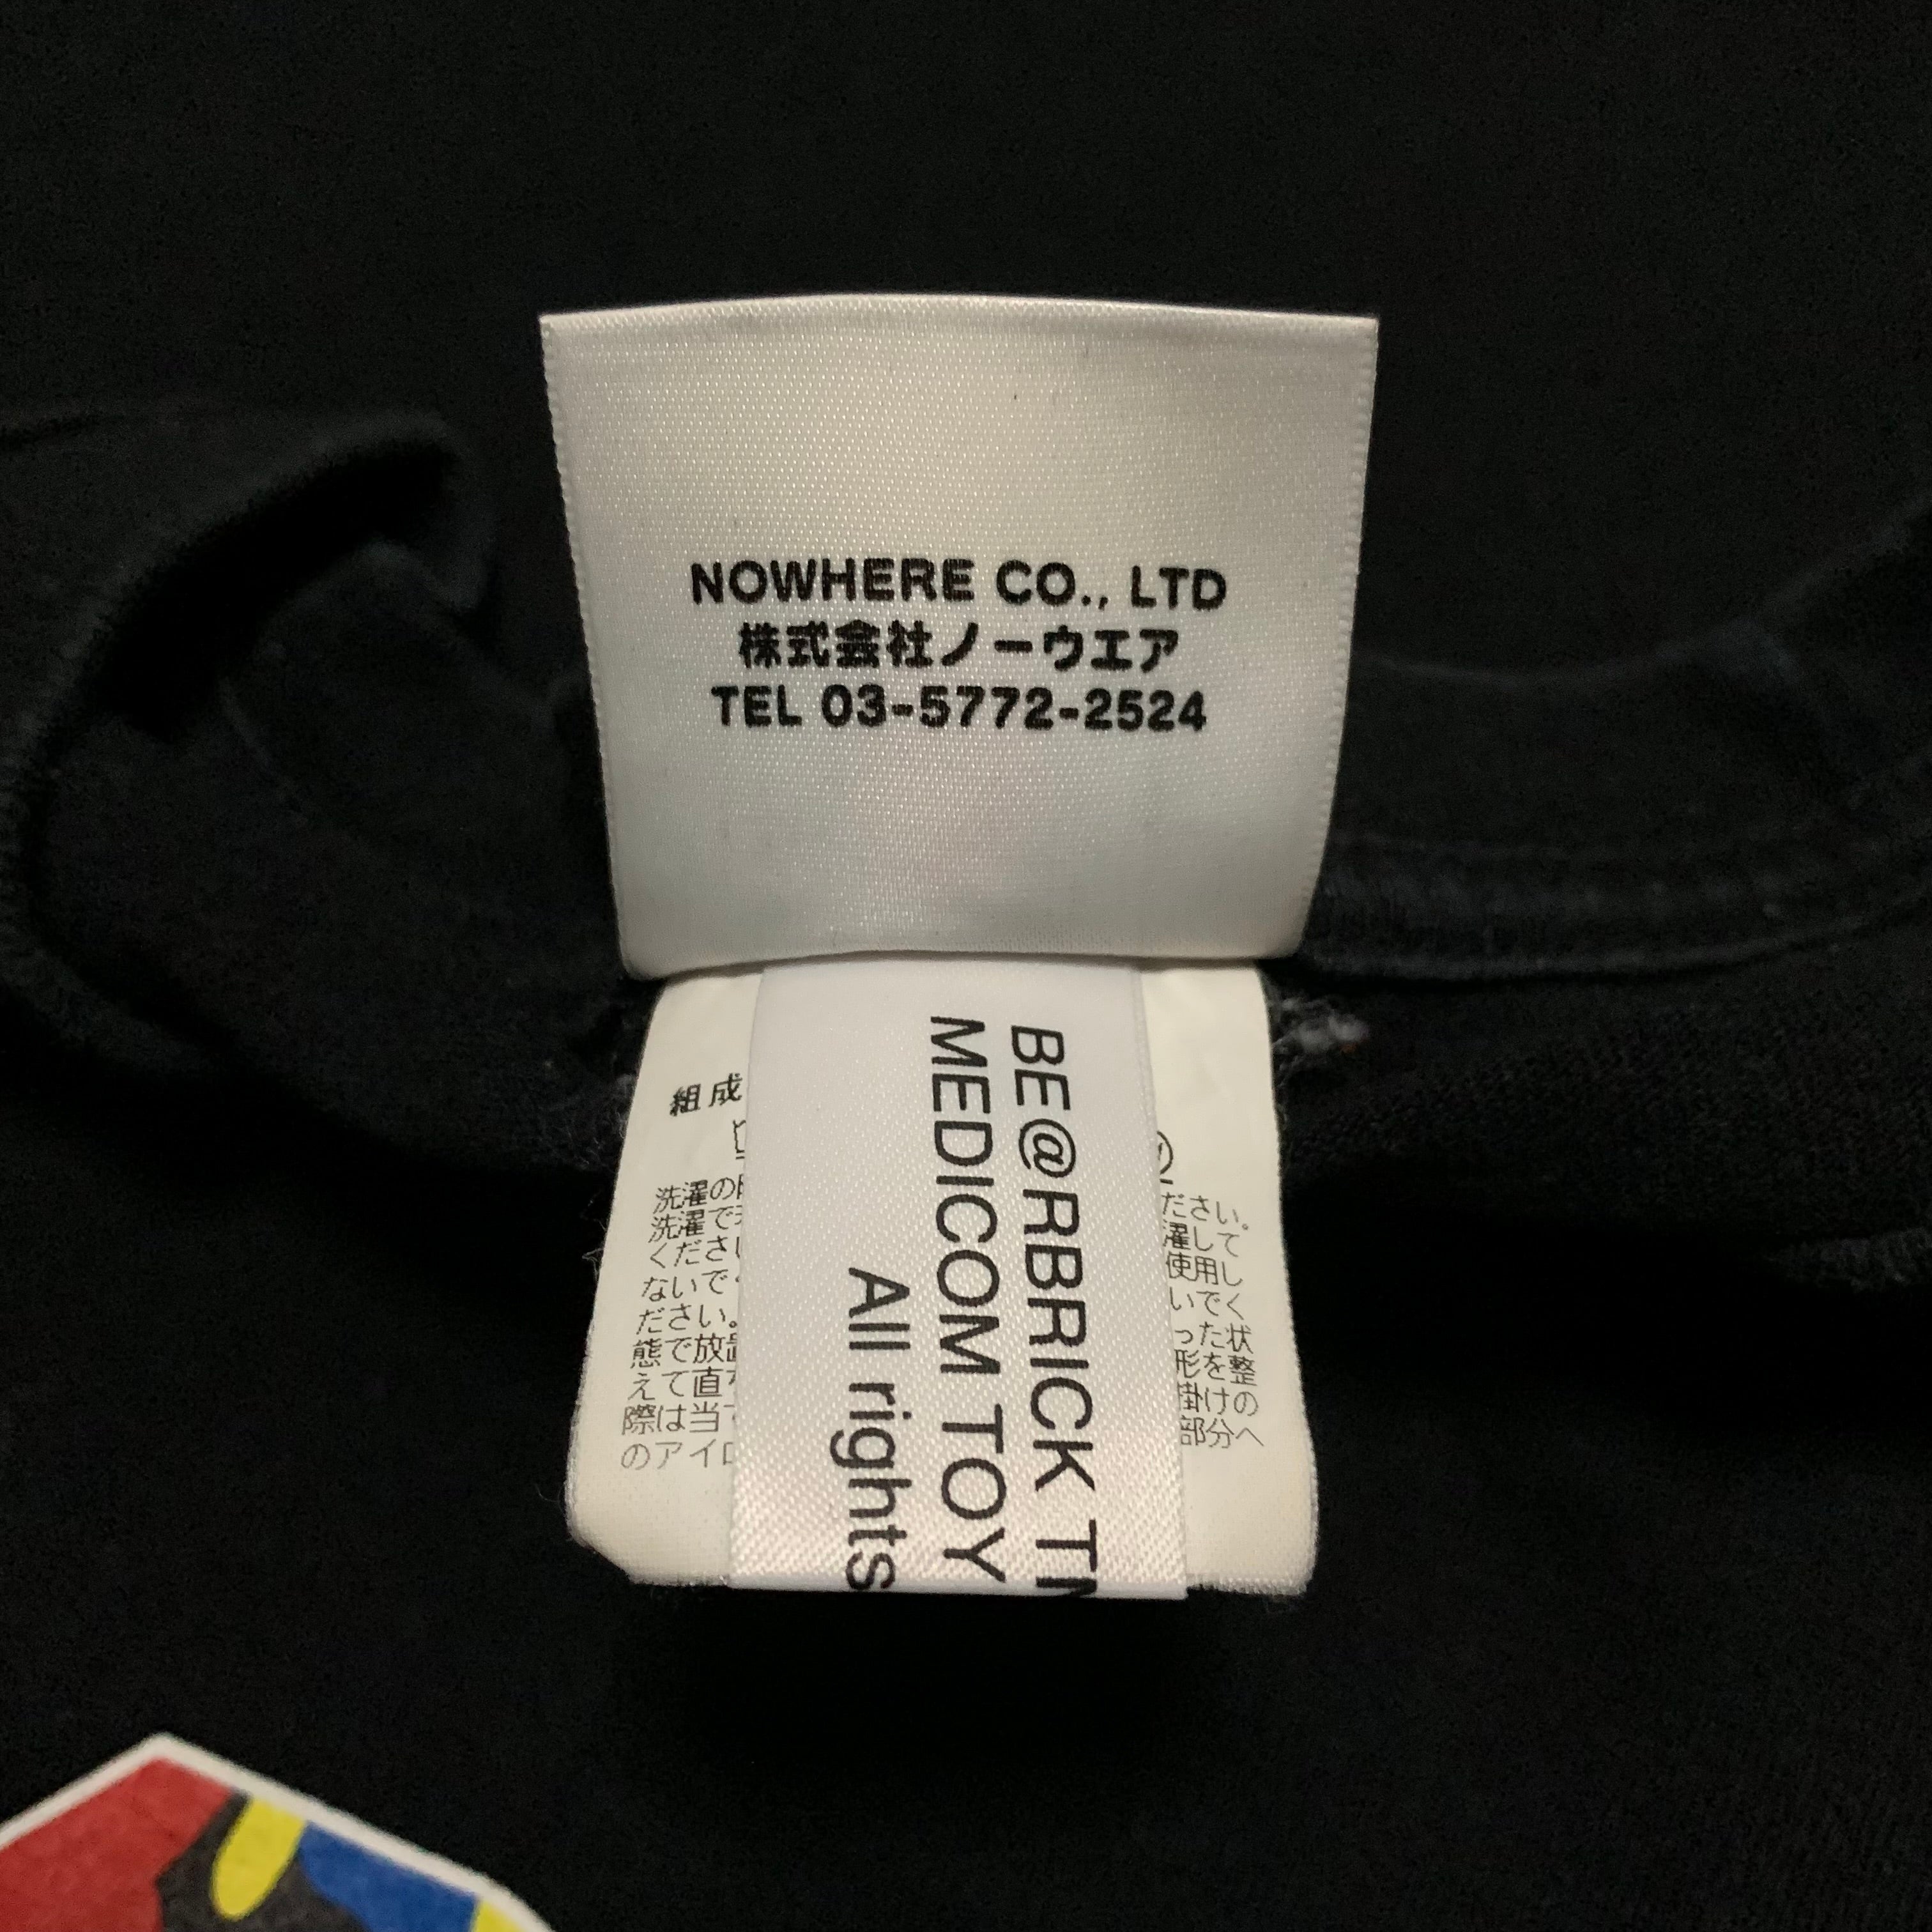 NOWHERE CO., LTD
株式会社ノーウエア
TEL 03-5772-2524
BE@RBRICK
MEDICOM TOY
All rights
組成
洗濯の
洗濯で
くださ
ないで
ださい。
態で放
えて直
際は当
のアイロ
ださい。
濯して
使用し
いでく
った状
形を整
掛けの
部分へ